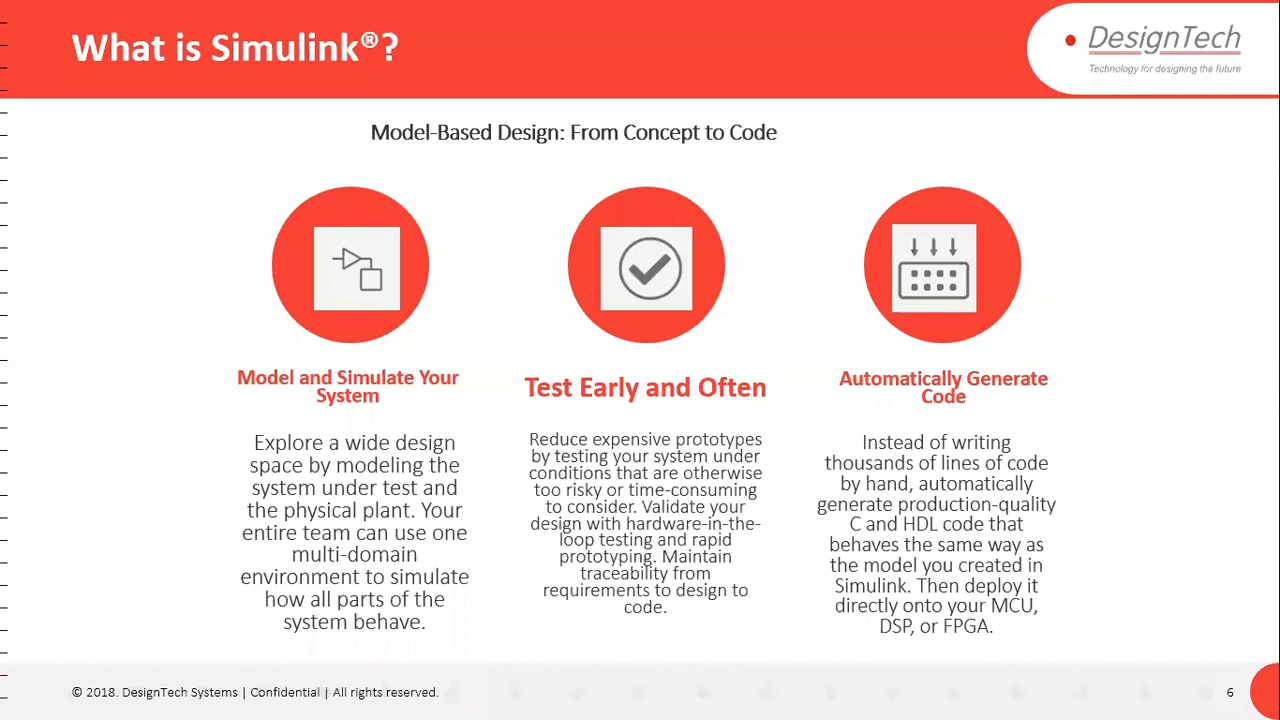 What is Simulink®?
DesignTech
Technology for designing the future
Model-Based Design: From Concept to Code
Model and Simulate Your
System
Explore a wide design
space by modeling the
system under test and
the physical plant. Your
entire team can use one
multi-domain
environment to simulate
how all parts of the
system behave.
Test Early and Often
Reduce expensive prototypes
by testing your system under
conditions that are otherwise
too risky or time-consuming
to consider. Validate your
design with hardware-in-the-
loop testing and rapid
prototyping. Maintain
traceability from
requirements to design to
code.
Automatically Generate
Code
Instead of writing
thousands of lines of code
by hand, automatically
generate production-quality
C and HDL code that
behaves the same way as
the model you created in
Simulink. Then deploy it
directly onto your MCU,
DSP, or FPGA.
© 2018. DesignTech Systems | Confidential | All rights reserved.
6